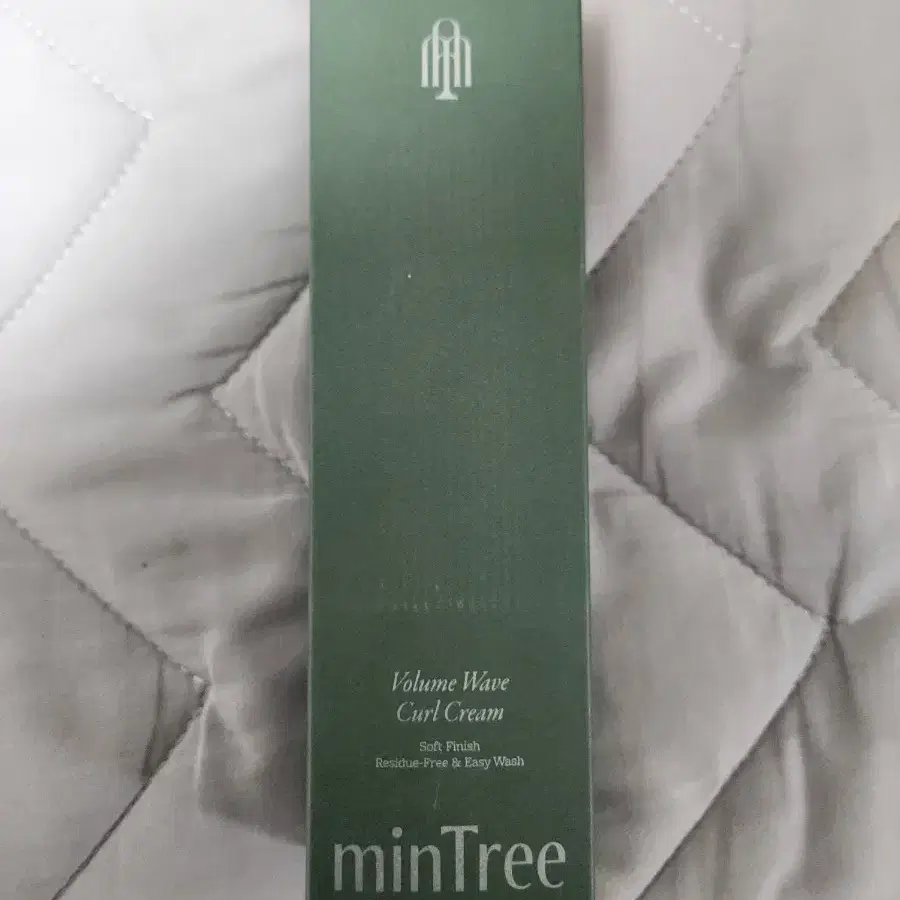 Volume Wave
Curl Cream
Soft Finish
Residue-Free & Easy Wash
minTree